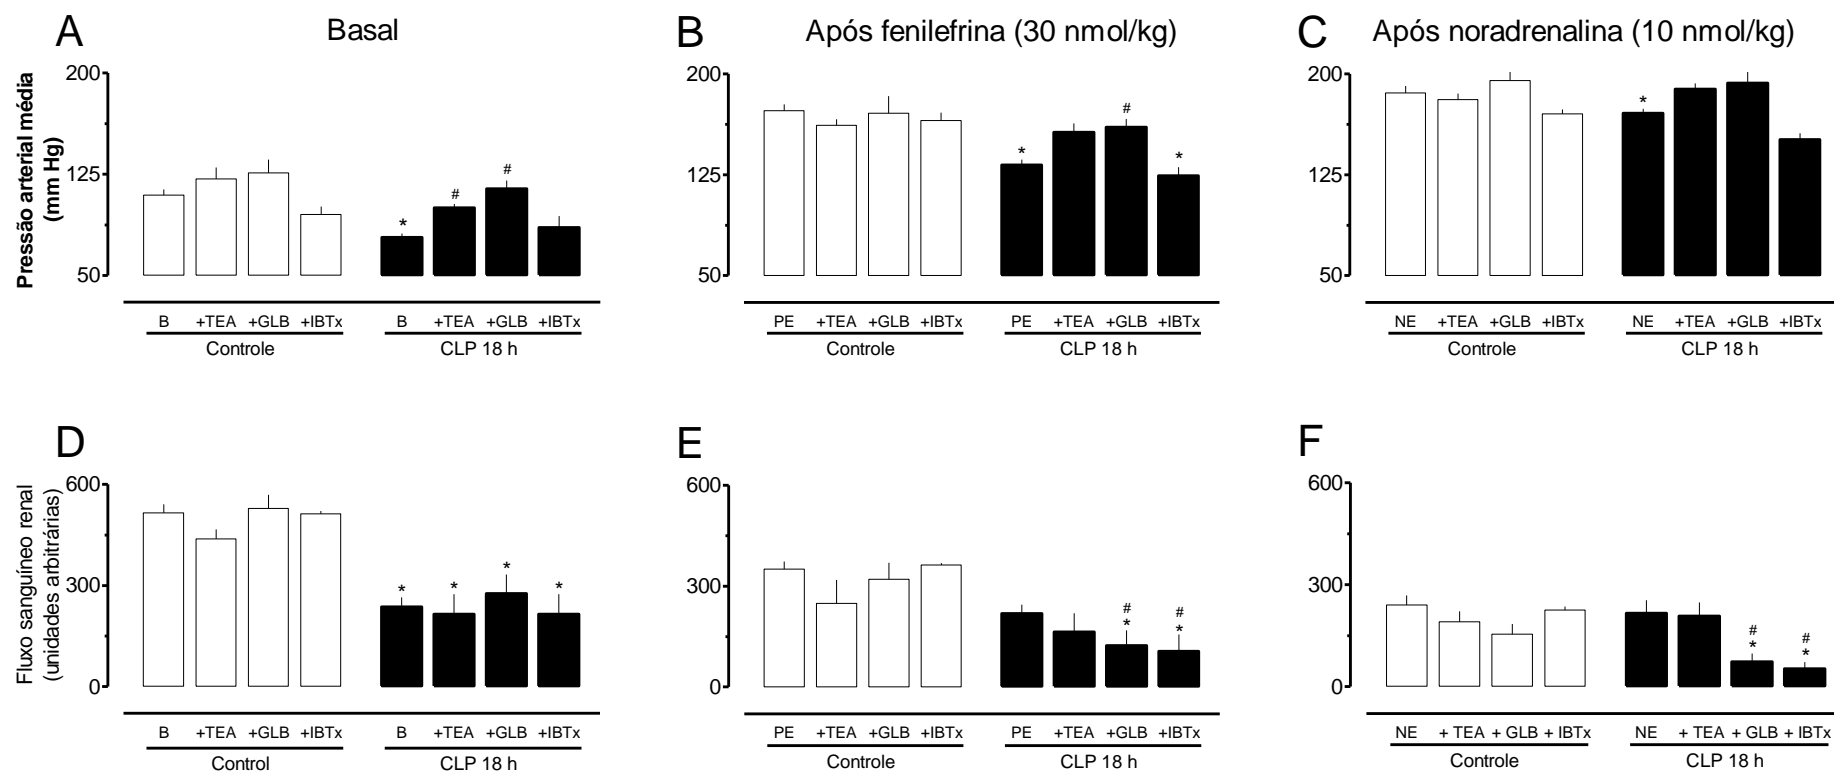 A
Basal
B
Após fenilefrina (30 nmol/kg)
C
Após noradrenalina (10 nmol/kg)
Pressão arterial média
(mm Hg)
200
125
50
*
#
#
B +TEA +GLB +IBTx
Controle
B +TEA +GLB +IBTx
CLP 18 h
200
125
50
*
#
*
PE +TEA +GLB +IBTx
Controle
PE +TEA +GLB +IBTx
CLP 18 h
200
125
50
*
NE +TEA +GLB +IBTx
Controle
NE +TEA +GLB +IBTx
CLP 18 h
D
Fluxo sanguíneo renal
(unidades arbitrárias)
600
300
0
* * * *
B +TEA +GLB +IBTx
Control
B +TEA +GLB +IBTx
CLP 18 h
E
600
300
0
# #
* *
PE +TEA +GLB +IBTx
Controle
PE +TEA +GLB +IBTx
CLP 18 h
F
600
300
0
# #
* *
NE + TEA + GLB + IBTx
Controle
NE + TEA + GLB + IBTx
CLP 18 h